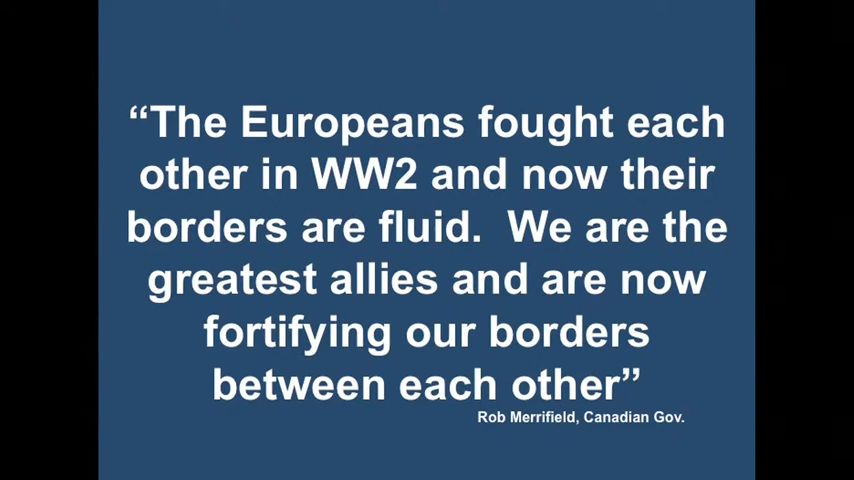 “The Europeans fought each
other in WW2 and now their
borders are fluid.  We are the
greatest allies and are now
fortifying our borders
between each other”
Rob Merrifield, Canadian Gov.